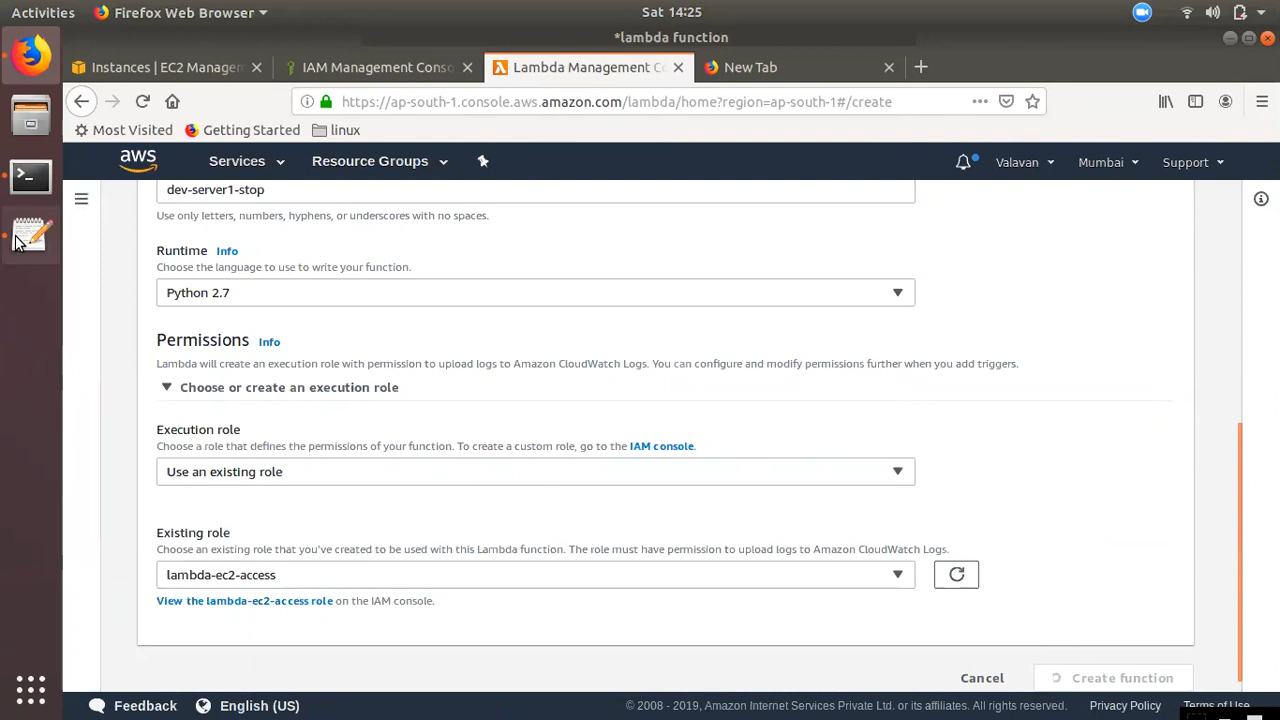 Activities Firefox Web Browser Sat 14:25
*lambda function
Instances | EC2 Managem IAM Management Conso Lambda Management Co New Tab
https://ap-south-1.console.aws.amazon.com/lambda/home?region=ap-south-1#/create
Most Visited Getting Started linux
aws Services Resource Groups Valavan Mumbai Support
dev-server1-stop
Use only letters, numbers, hyphens, or underscores with no spaces.
Runtime Info
Choose the language to use to write your function.
Python 2.7
Permissions Info
Lambda will create an execution role with permission to upload logs to Amazon CloudWatch Logs. You can configure and modify permissions further when you add triggers.
Choose or create an execution role
Execution role
Choose a role that defines the permissions of your function. To create a custom role, go to the IAM console.
Use an existing role
Existing role
Choose an existing role that you've created to be used with this Lambda function. The role must have permission to upload logs to Amazon CloudWatch Logs.
lambda-ec2-access
View the lambda-ec2-access role on the IAM console.
Cancel Create function
Feedback English (US) © 2008 - 2019, Amazon Internet Services Private Ltd. or its affiliates. All rights reserved. Privacy Policy Terms of Use